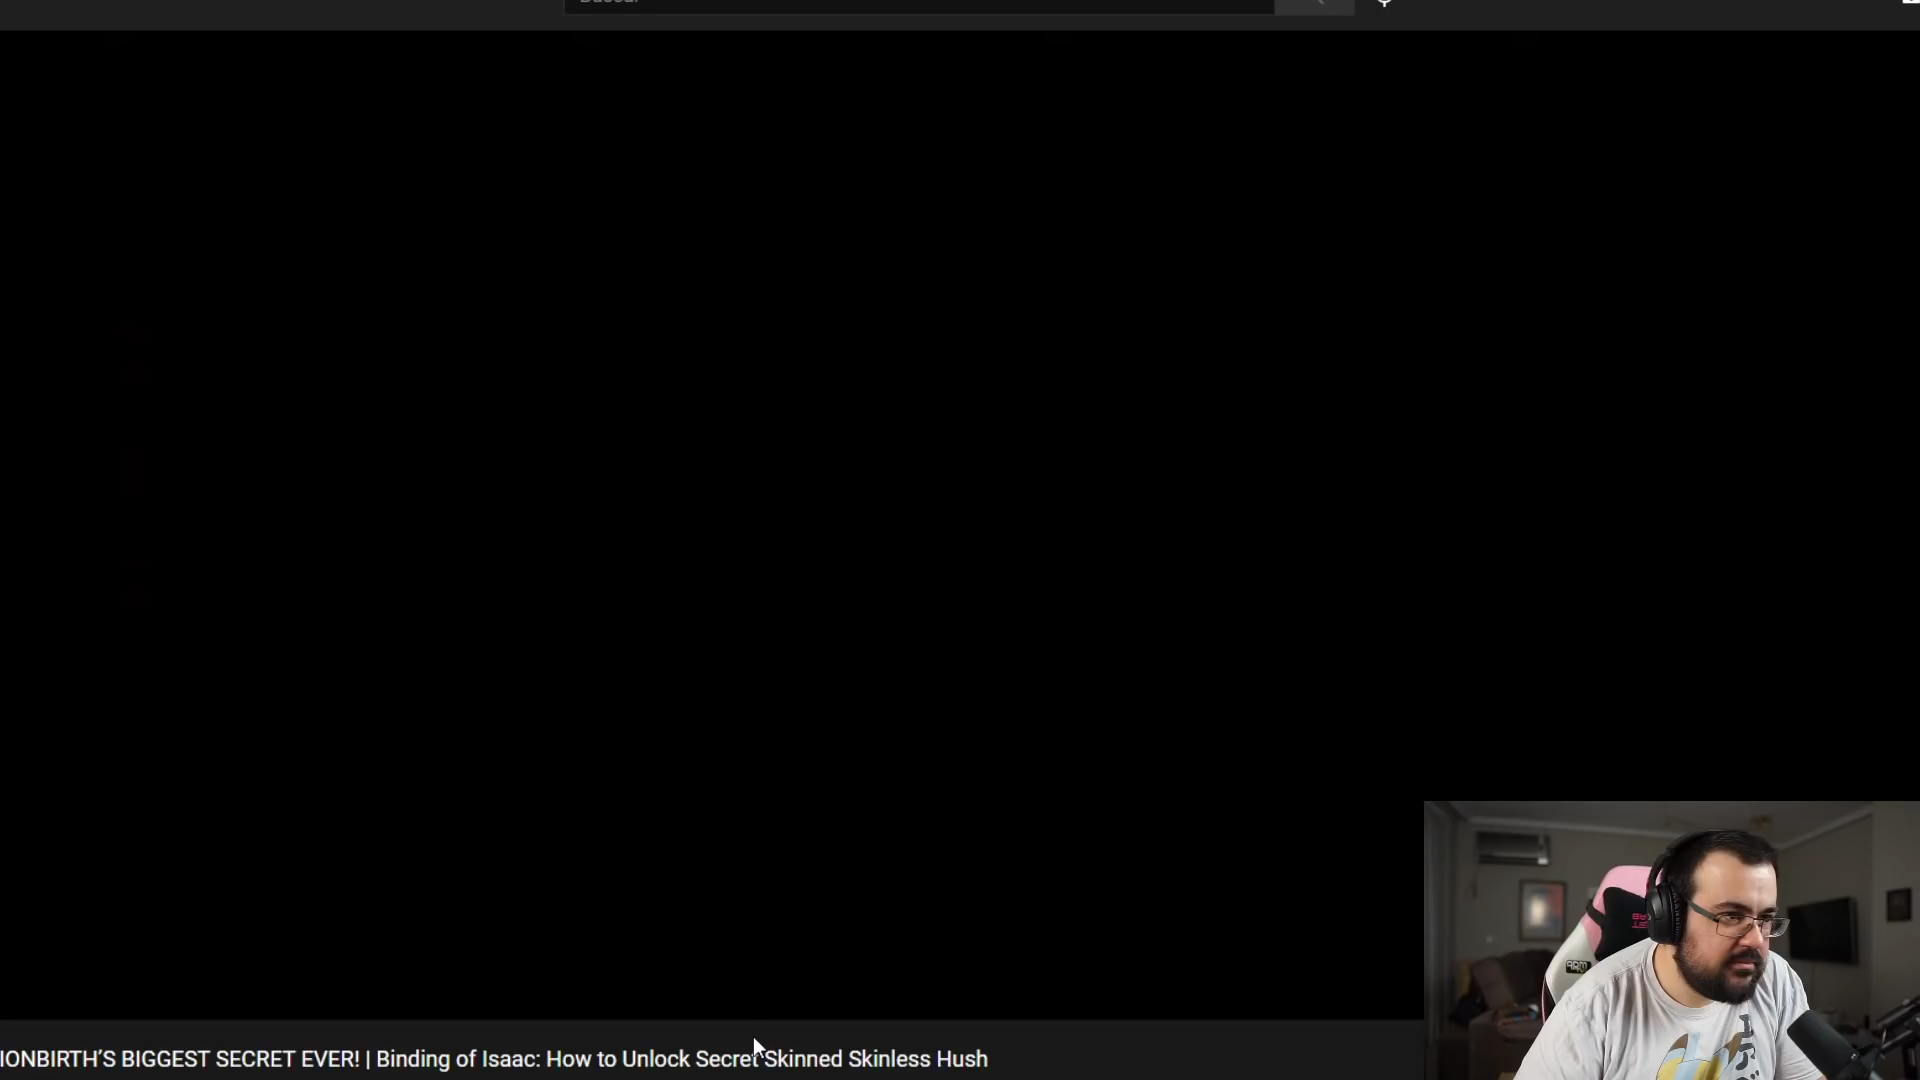 IONBIRTH'S BIGGEST SECRET EVER! | Binding of Isaac: How to Unlock Secret Skinned Skinless Hush